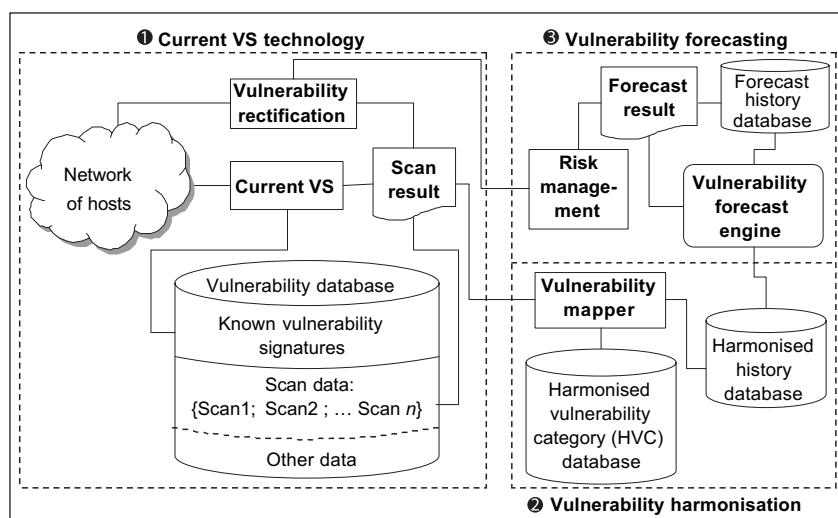 ❶ Current VS technology
Vulnerability
rectification
Network
of hosts
Current VS
Scan
result
Vulnerability database
Known vulnerability
signatures
Scan data:
{Scan1; Scan2 ; … Scan n}
Other data
❸ Vulnerability forecasting
Forecast
result
Forecast
history
database
Risk
manage-
ment
Vulnerability
forecast
engine
Vulnerability
mapper
Harmonised
history
database
Harmonised
vulnerability
category (HVC)
database
❷ Vulnerability harmonisation